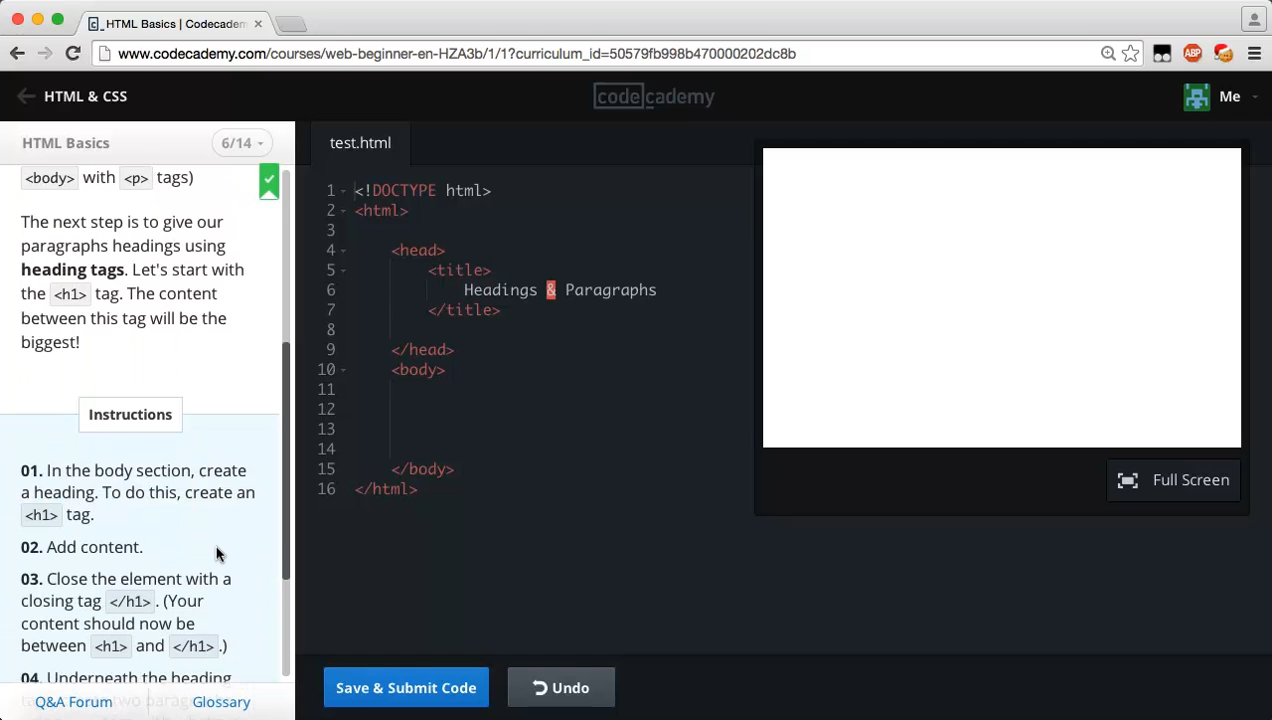 HTML Basics | Codecadem
www.codecademy.com/courses/web-beginner-en-HZA3b/1/1?curriculum_id=50579fb998b470000202dc8b
ABP
HTML & CSS
codecademy
Me
HTML Basics
6/14
<body> with <p> tags)
The next step is to give our
paragraphs headings using
heading tags. Let's start with
the <h1> tag. The content
between this tag will be the
biggest!
Instructions
01. In the body section, create
a heading. To do this, create an
<h1> tag.
02. Add content.
03. Close the element with a
closing tag </h1>. (Your
content should now be
between <h1> and </h1>.)
04. Underneath the heading
Q&A Forum
Glossary
test.html
1 <!DOCTYPE html>
2 <html>
3
4 <head>
5 <title>
6 Headings & Paragraphs
7 </title>
8
9 </head>
10 <body>
11
12
13
14
15 </body>
16 </html>
Full Screen
Save & Submit Code
Undo